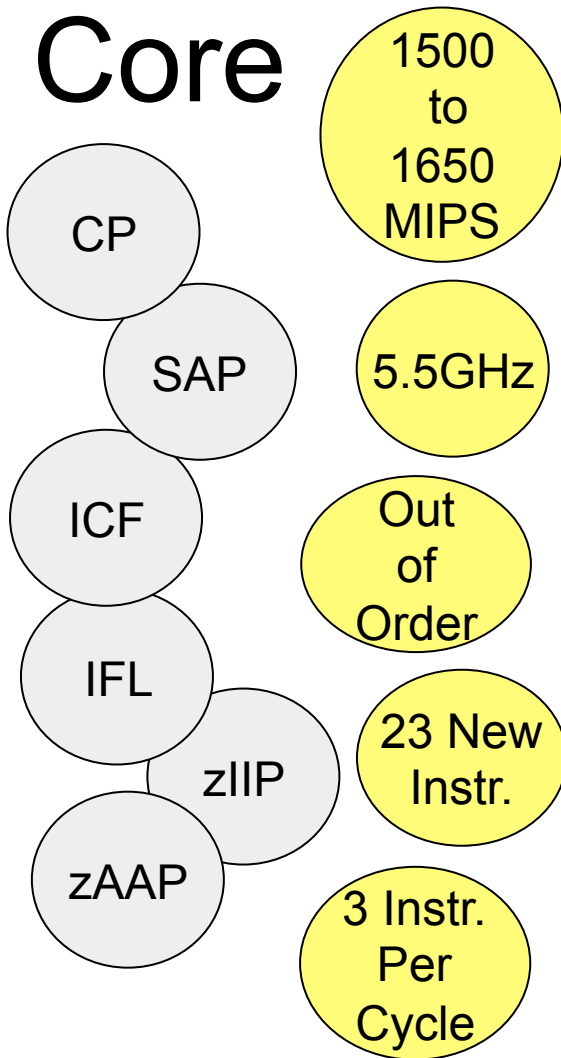 Core
CP
SAP
ICF
IFL
zIIP
zAAP
1500
to
1650
MIPS
5.5GHz
Out
of
Order
23 New
Instr.
3 Instr.
Per
Cycle